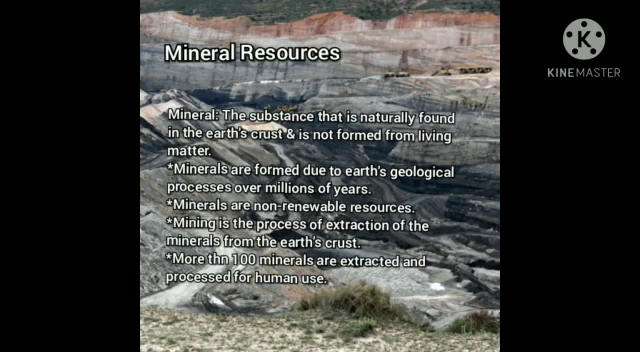 K
KINEMASTER
Mineral Resources
Mineral: The substance that is naturally found
in the earth's crust & is not formed from living
matter.
*Minerals are formed due to earth's geological
processes over millions of years.
*Minerals are non-renewable resources.
*Mining is the process of extraction of the
minerals from the earth's crust.
*More thn 100 minerals are extracted and
processed for human use.